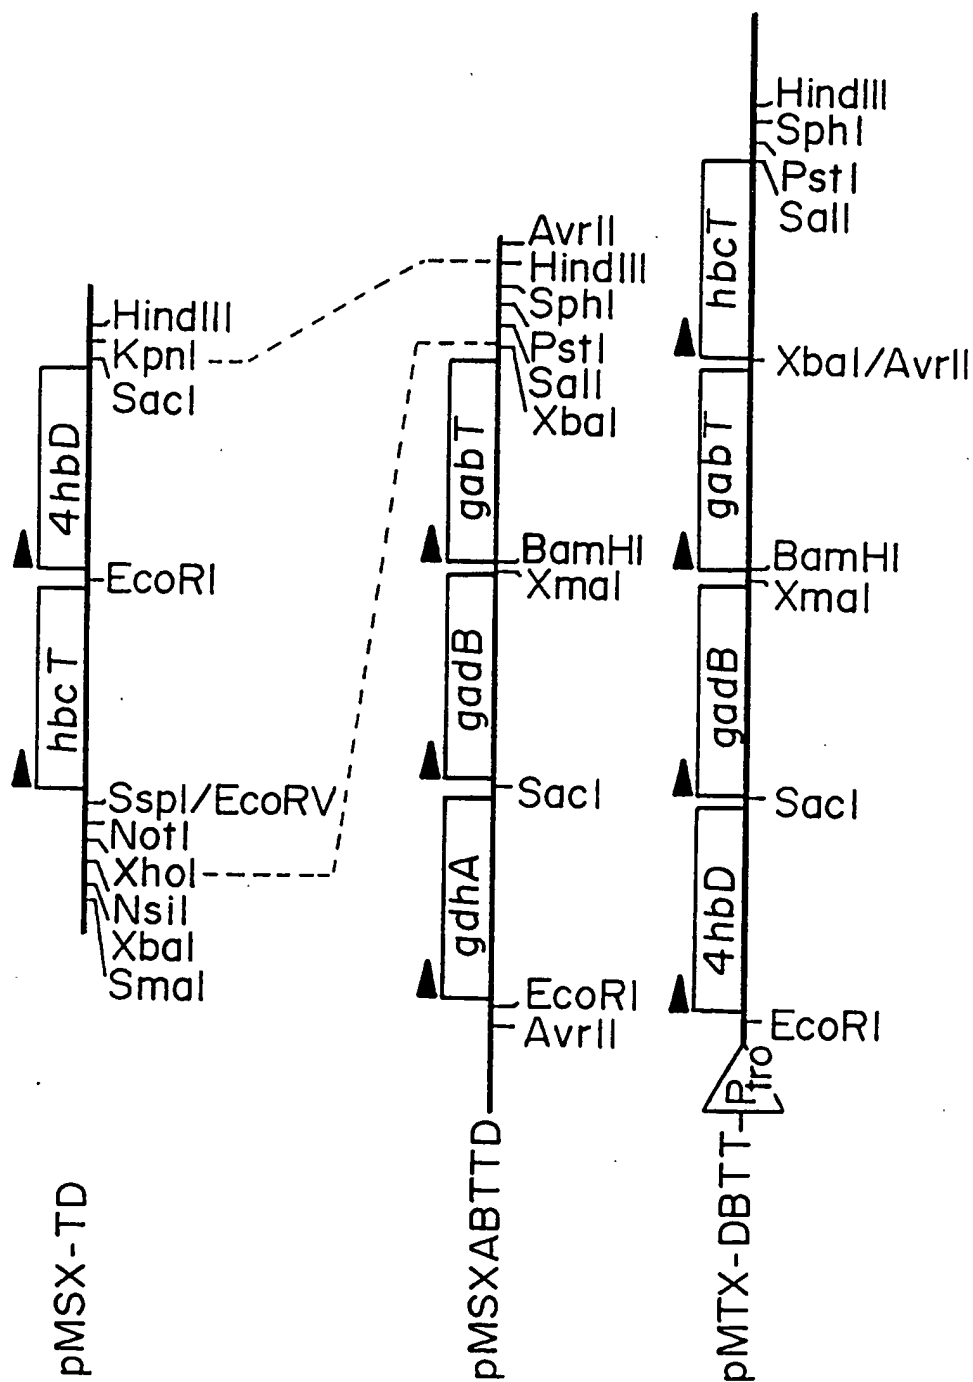 pMSX-TD
SmaI
XbaI
NsiI
XhoI
NotI
SspI/EcoRV
hbcT
EcoRI
4hbD
SacI
KpnI
HindIII
pMSXABTTD
AvrII
EcoRI
gdhA
SacI
gadB
XmaI
BamHI
gabT
XbaI
SalI
PstI
SphI
HindIII
AvrII
pMTX-DBTT
Ptro
EcoRI
4hbD
SacI
gadB
XmaI
BamHI
gabT
XbaI/AvrII
hbcT
SalI
PstI
SphI
HindIII